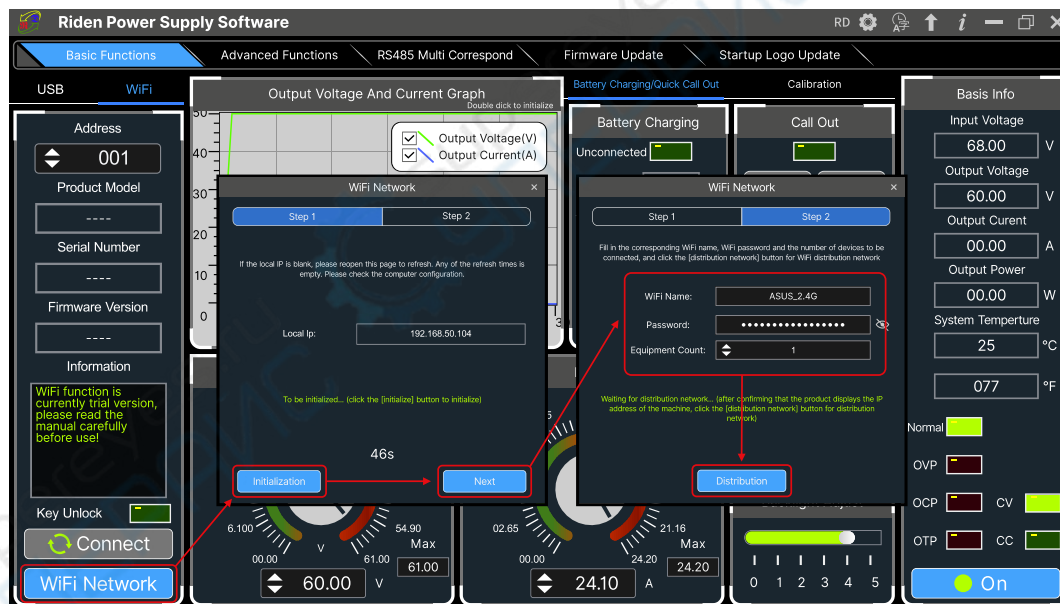 Riden Power Supply Software
RD
Basic Functions
Advanced Functions
RS485 Multi Correspond
Firmware Update
Startup Logo Update
USB
WiFi
Address
001
Product Model
----
Serial Number
----
Firmware Version
----
Information
WiFi function is
currently trial version,
please read the
manual carefully
before use!
Key Unlock
Connect
WiFi Network
Output Voltage And Current Graph
Double click to initialize
Output Voltage(V)
Output Current(A)
50
40
30
20
10
0
WiFi Network
×
Step 1
Step 2
If the local IP is blank, please reopen this page to refresh. Any of the refresh times is
empty. Please check the computer configuration.
Local Ip:
192.168.50.104
To be initialized... (click the [initialize] button to initialize)
46s
Initialization
Next
6.100
54.90
00.00
V
61.00
Max
61.00
60.00
V
Battery Charging/Quick Call Out
Calibration
Battery Charging
Unconnected
Call Out
WiFi Network
×
Step 1
Step 2
Fill in the corresponding WiFi name, WiFi password and the number of devices to be
connected, and click the [distribution network] button for WiFi distribution network
WiFi Name:
ASUS_2.4G
Password:
•••••••••••••••••
Equipment Count:
1
Waiting for distribution network... (after confirming that the product displays the IP
address of the machine, click the [distribution network] button for distribution
network)
Distribution
02.65
21.16
00.00
A
24.20
Max
24.20
24.10
A
0 1 2 3 4 5
Basis Info
Input Voltage
68.00
V
Output Voltage
60.00
V
Output Curent
00.00
A
Output Power
00.00
W
System Temperture
25
°C
077
°F
Normal
OVP
OCP
CV
OTP
CC
On